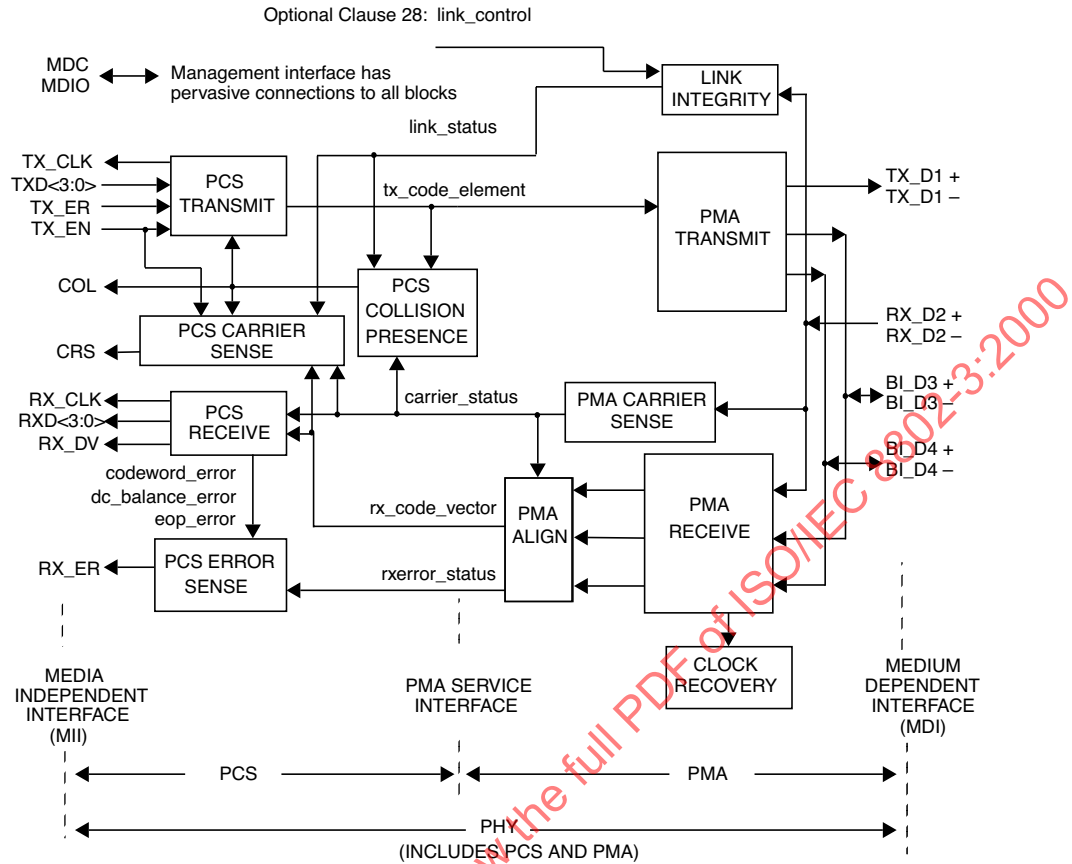 Optional Clause 28: link_control
MDC
MDIO
Management interface has
pervasive connections to all blocks
LINK
INTEGRITY
link_status
TX_CLK
TXD<3:0>
TX_ER
TX_EN
PCS
TRANSMIT
tx_code_element
PMA
TRANSMIT
TX_D1 +
TX_D1 –
COL
PCS
COLLISION
PRESENCE
RX_D2 +
RX_D2 –
PCS CARRIER
SENSE
CRS
RX_CLK
RXD<3:0>
RX_DV
PCS
RECEIVE
carrier_status
PMA CARRIER
SENSE
BI_D3 +
BI_D3 –
BI_D4 +
BI_D4 –
codeword_error
dc_balance_error
eop_error
rx_code_vector
PMA
ALIGN
PMA
RECEIVE
RX_ER
PCS ERROR
SENSE
rxerror_status
CLOCK
RECOVERY
MEDIA
INDEPENDENT
INTERFACE
(MII)
PMA SERVICE
INTERFACE
MEDIUM
DEPENDENT
INTERFACE
(MDI)
PCS
PMA
PHY
(INCLUDES PCS AND PMA)
w the full PDF of ISO/IEC 8802-3:2000